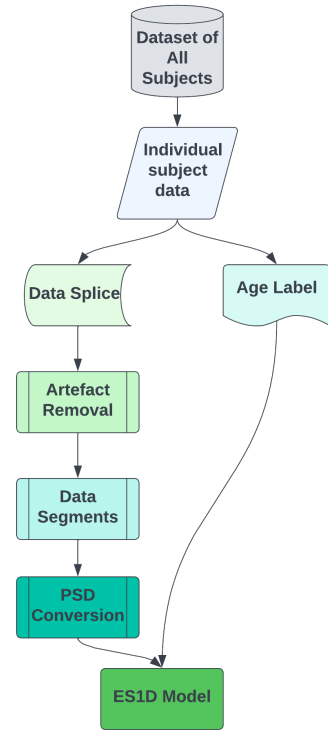 Dataset of
All
Subjects
Individual
subject
data
Data Splice
Age Label
Artefact
Removal
Data
Segments
PSD
Conversion
ES1D Model